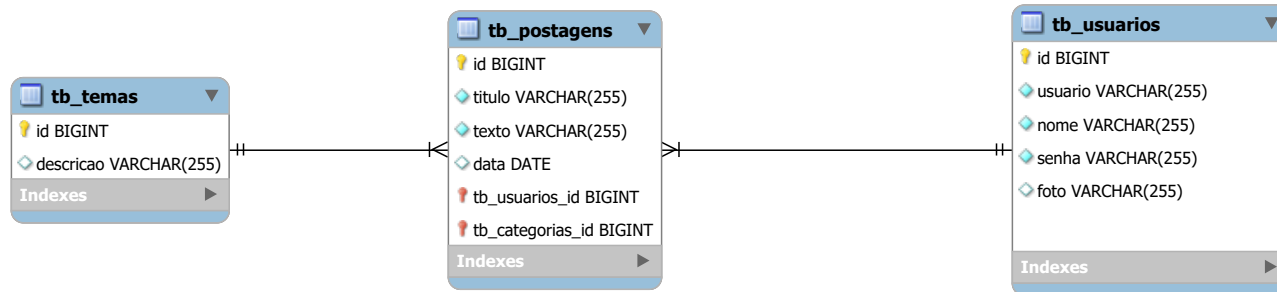 tb_temas
id BIGINT
descricao VARCHAR(255)
Indexes
tb_postagens
id BIGINT
titulo VARCHAR(255)
texto VARCHAR(255)
data DATE
tb_usuarios_id BIGINT
tb_categorias_id BIGINT
Indexes
tb_usuarios
id BIGINT
usuario VARCHAR(255)
nome VARCHAR(255)
senha VARCHAR(255)
foto VARCHAR(255)
Indexes